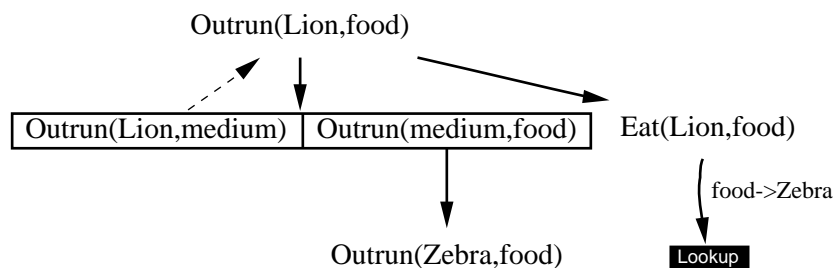 Outrun(Lion,food)
Outrun(Lion,medium) Outrun(medium,food) Eat(Lion,food)
food->Zebra
Outrun(Zebra,food) Lookup